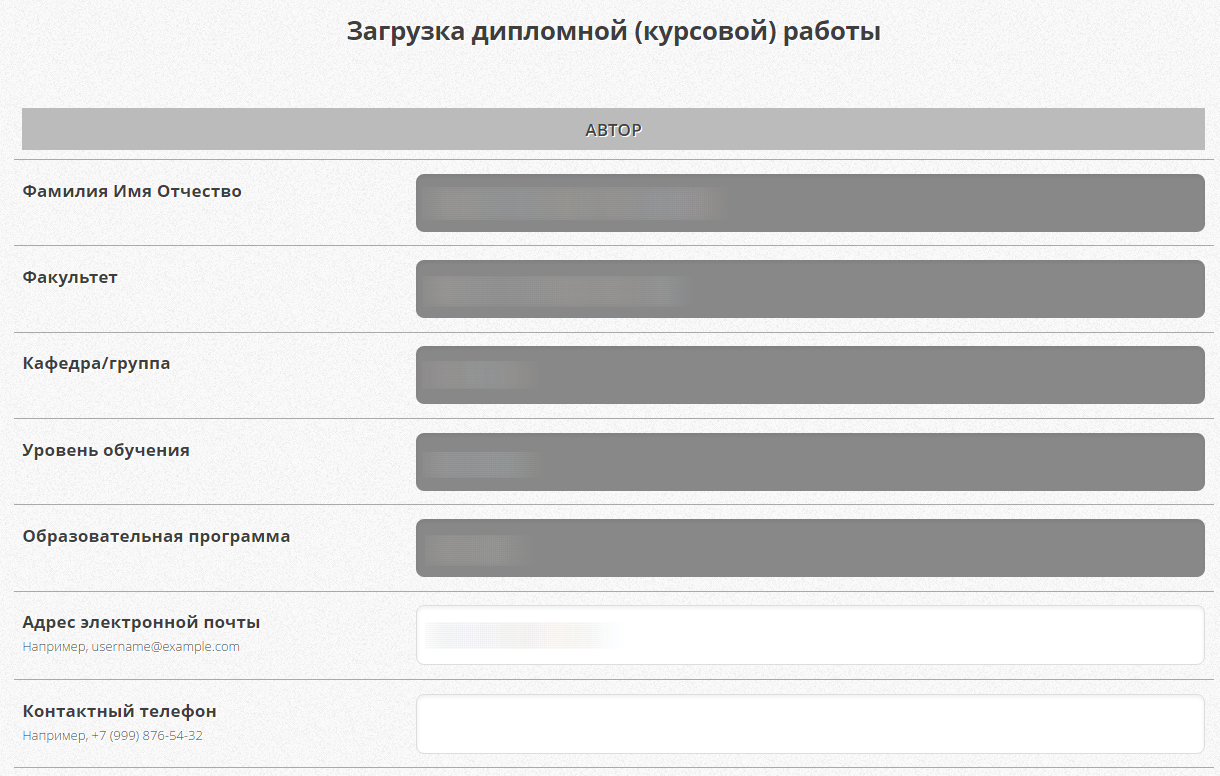 Загрузка дипломной (курсовой) работы
АВТОР
Фамилия Имя Отчество
Факультет
Кафедра/группа
Уровень обучения
Образовательная программа
Адрес электронной почты
Например, username@example.com
Контактный телефон
Например, +7 (999) 876-54-32